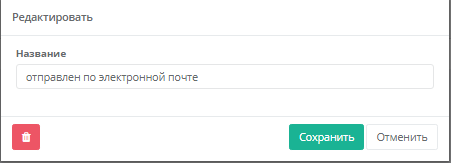 Редактировать
Название
отправлен по электронной почте
Сохранить Отменить